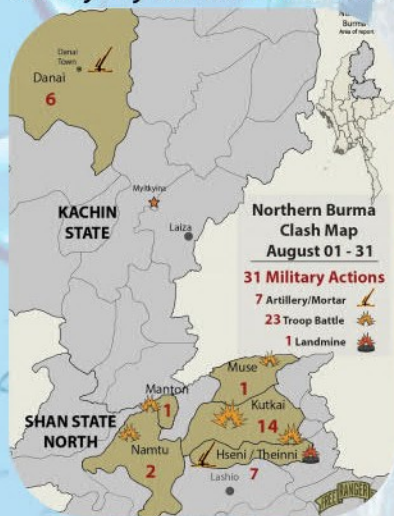 Northern
Burma
Area of report
Danai
Town
Danai
6
Myitkyina
KACHIN
STATE
Laiza
Northern Burma
Clash Map
August 01 - 31
31 Military Actions
7 Artillery/Mortar
23 Troop Battle
1 Landmine
Muse
1
Manton
1
Kutkai
14
SHAN STATE
NORTH
Namtu
2
Hseni / Theinni
7
Lashio
FREE RANGERS